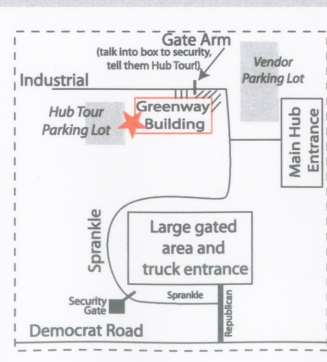 Gate Arm
(talk into box to security,
tell them Hub Tour!)
Vendor
Parking Lot
Industrial
Hub Tour
Parking Lot
Greenway
Building
Main Hub
Entrance
Sprankle
Large gated
area and
truck entrance
Security
Gate
Sprankle
Republican
Democrat Road